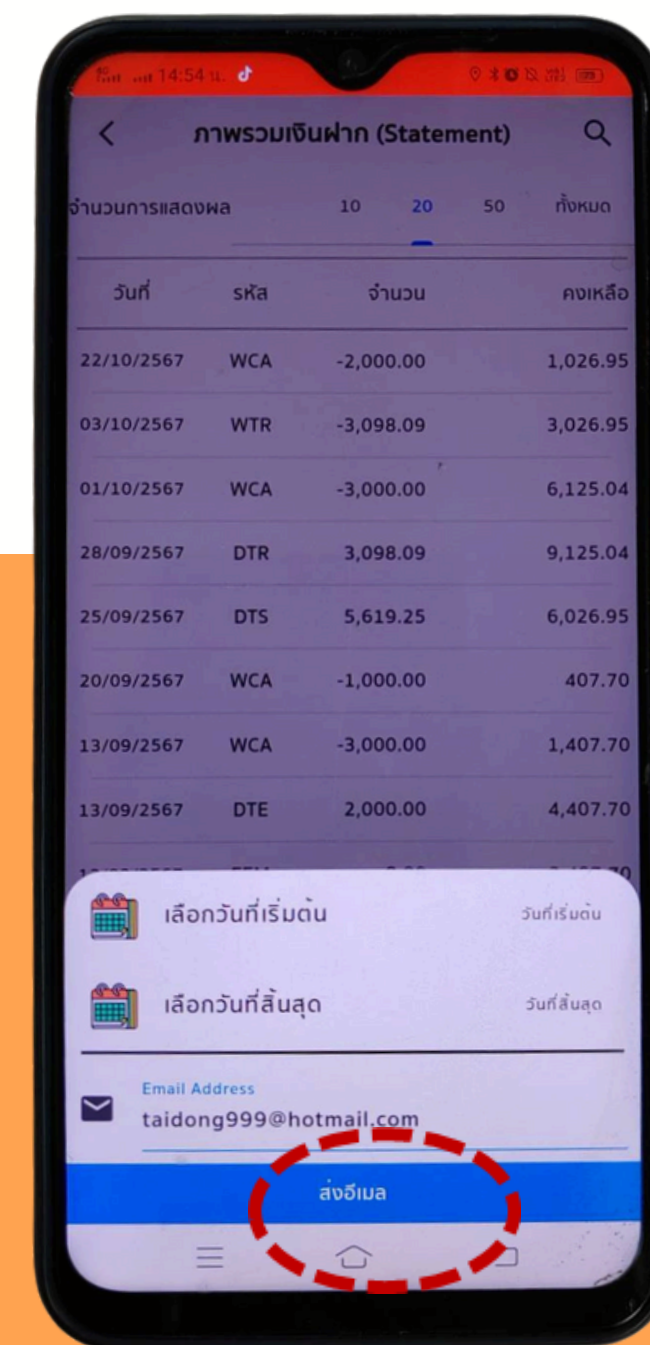 14:54 น.
ภาพรวมเงินฝาก (Statement)
จำนวนการแสดงผล 10 20 50 ทั้งหมด
วันที่ รหัส จำนวน คงเหลือ
22/10/2567 WCA -2,000.00 1,026.95
03/10/2567 WTR -3,098.09 3,026.95
01/10/2567 WCA -3,000.00 6,125.04
28/09/2567 DTR 3,098.09 9,125.04
25/09/2567 DTS 5,619.25 6,026.95
20/09/2567 WCA -1,000.00 407.70
13/09/2567 WCA -3,000.00 1,407.70
13/09/2567 DTE 2,000.00 4,407.70
เลือกวันที่เริ่มต้น วันที่เริ่มต้น
เลือกวันที่สิ้นสุด วันที่สิ้นสุด
Email Address
taidong999@hotmail.com
ส่งอีเมล